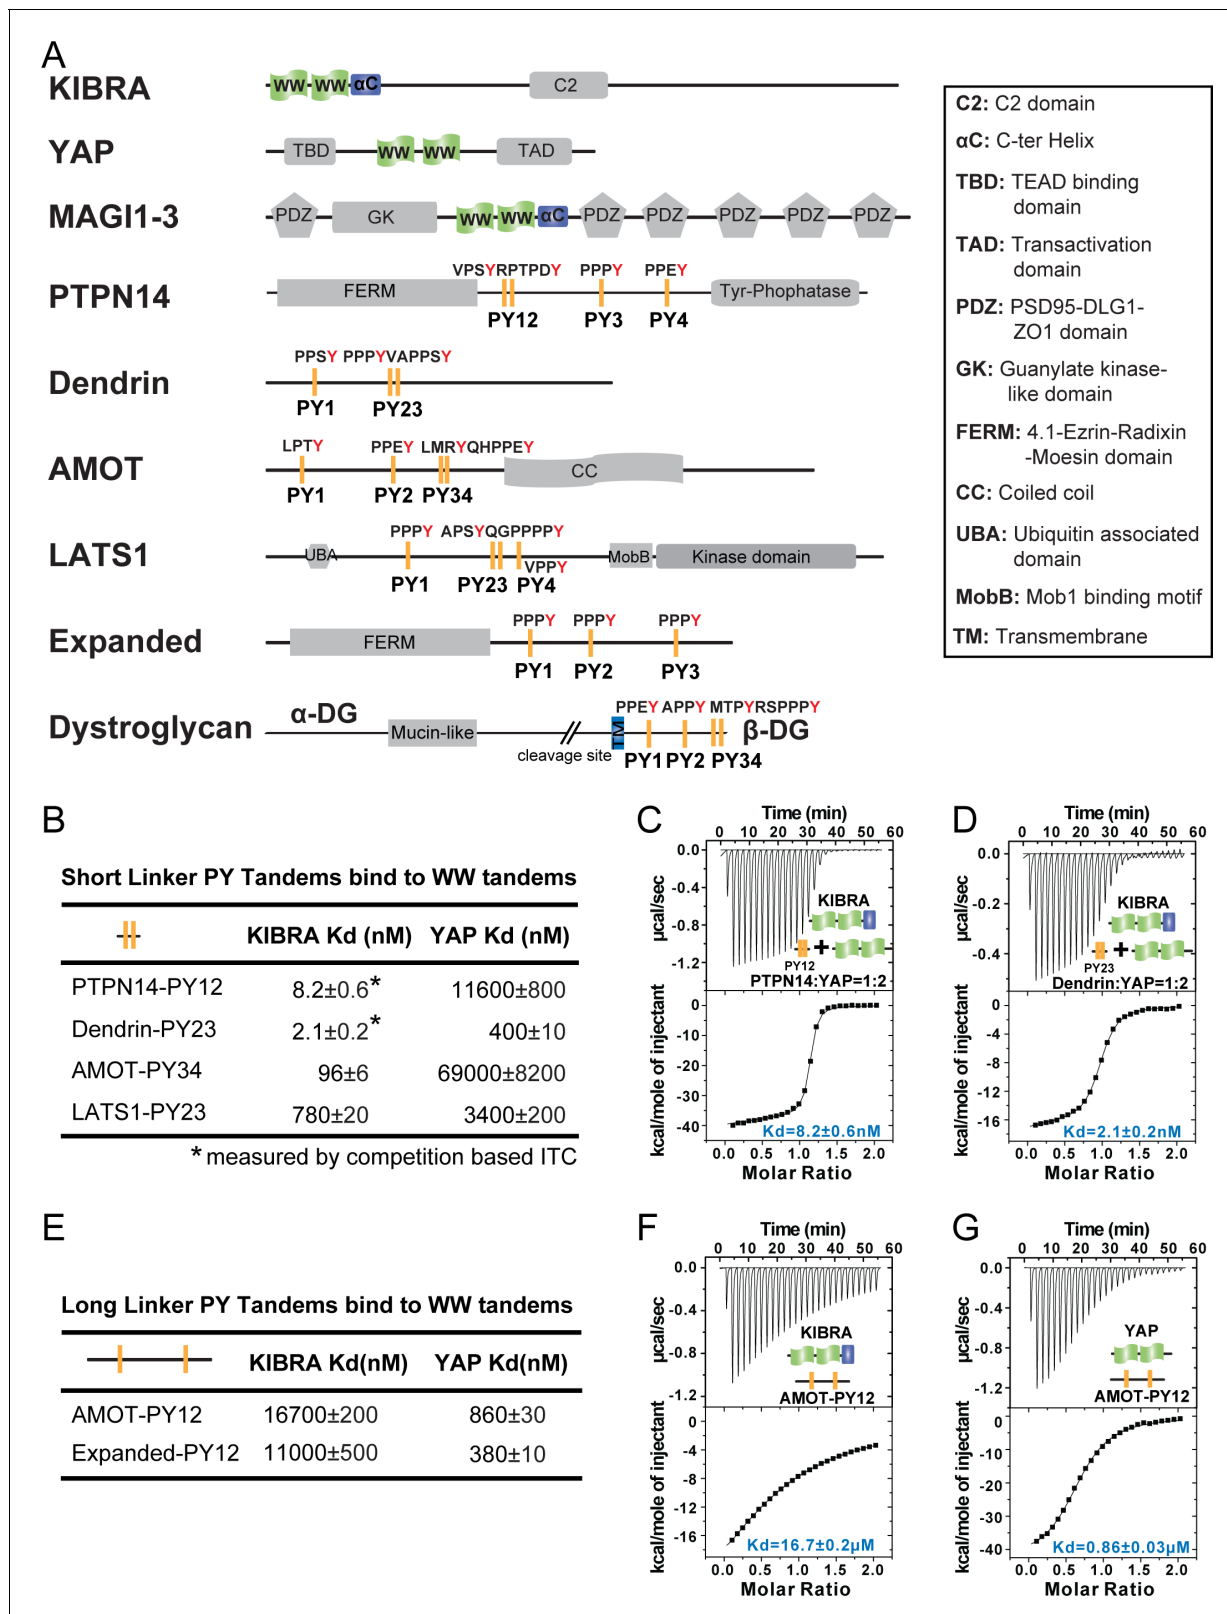 A
KIBRA
WW WW αC C2
YAP
TBD WW WW TAD
MAGI1-3
PDZ GK WW WW αC PDZ PDZ PDZ PDZ PDZ
PTPN14
VPSYRPTPDY PPPY PPEY
FERM Tyr-Phophatase
PY12 PY3 PY4
Dendrin
PPSY PPPYVAPPSY
PY1 PY23
AMOT
LPTY PPEY LMRYQHPPEY
CC
PY1 PY2 PY34
LATS1
PPPY APSYQGPPPPY
UBA MobB Kinase domain
VPPY
PY1 PY23 PY4
Expanded
PPPY PPPY PPPY
FERM
PY1 PY2 PY3
Dystroglycan
α-DG
PPEY APPY MTPYRSPPPY
Mucin-like TM β-DG
cleavage site
PY1 PY2 PY34
C2: C2 domain
αC: C-ter Helix
TBD: TEAD binding
domain
TAD: Transactivation
domain
PDZ: PSD95-DLG1-
ZO1 domain
GK: Guanylate kinase-
like domain
FERM: 4.1-Ezrin-Radixin
-Moesin domain
CC: Coiled coil
UBA: Ubiquitin associated
domain
MobB: Mob1 binding motif
TM: Transmembrane
B
Short Linker PY Tandems bind to WW tandems
KIBRA Kd (nM) YAP Kd (nM)
PTPN14-PY12 8.2±0.6* 11600±800
Dendrin-PY23 2.1±0.2* 400±10
AMOT-PY34 96±6 69000±8200
LATS1-PY23 780±20 3400±200
*measured by competition based ITC
C
Time (min)
0 10 20 30 40 50 60
µcal/sec
0.0
-0.4
-0.8
-1.2
KIBRA
PY12 +
PTPN14:YAP=1:2
kcal/mole of injectant
0
-10
-20
-30
-40
Kd=8.2±0.6nM
0.0 0.5 1.0 1.5 2.0
Molar Ratio
D
Time (min)
0 10 20 30 40 50 60
µcal/sec
0.0
-0.2
-0.4
KIBRA
PY23 +
Dendrin:YAP=1:2
kcal/mole of injectant
0
-4
-8
-12
-16
Kd=2.1±0.2nM
0.0 0.5 1.0 1.5 2.0
Molar Ratio
E
Long Linker PY Tandems bind to WW tandems
KIBRA Kd(nM) YAP Kd(nM)
AMOT-PY12 16700±200 860±30
Expanded-PY12 11000±500 380±10
F
Time (min)
0 10 20 30 40 50 60
µcal/sec
0.0
-0.4
-0.8
-1.2
KIBRA
AMOT-PY12
kcal/mole of injectant
-4
-8
-12
-16
Kd=16.7±0.2µM
0.0 0.5 1.0 1.5 2.0
Molar Ratio
G
Time (min)
0 10 20 30 40 50 60
µcal/sec
0.0
-0.4
-0.8
-1.2
YAP
AMOT-PY12
kcal/mole of injectant
0
-10
-20
-30
-40
Kd=0.86±0.03µM
0.0 0.5 1.0 1.5 2.0
Molar Ratio